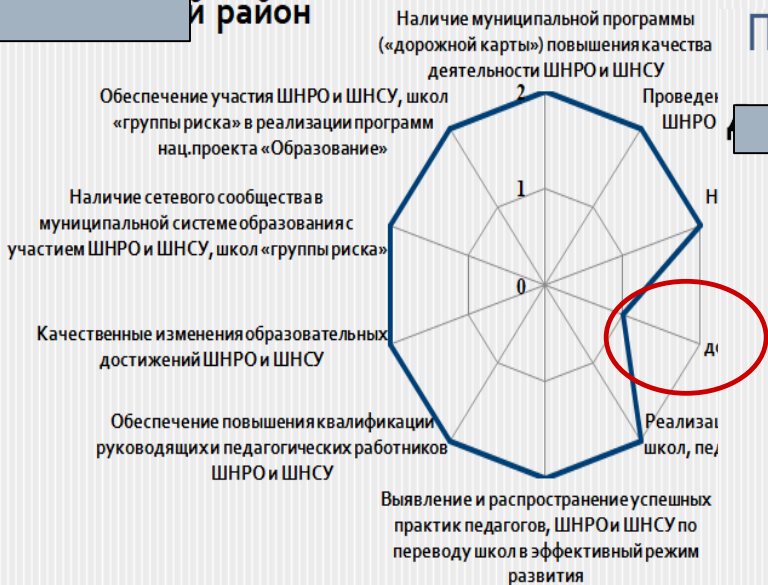 й район
Наличие муниципальной программы
(«дорожной карты») повышения качества
деятельности ШНРО и ШНСУ
Обеспечение участия ШНРО и ШНСУ, школ
«группы риска» в реализации программ
нац.проекта «Образование»
ШНРО
Наличие сетевого сообщества в
муниципальной системе образования с
участием ШНРО и ШНСУ, школ «группы риска»
2
1
0
Качественные изменения образовательных
достижений ШНРО и ШНСУ
Обеспечение повышения квалификации
руководящих и педагогических работников
ШНРО и ШНСУ
школ,
Выявление и распространение успешных
практик педагогов, ШНРО и ШНСУ по
переводу школ в эффективный режим
развития